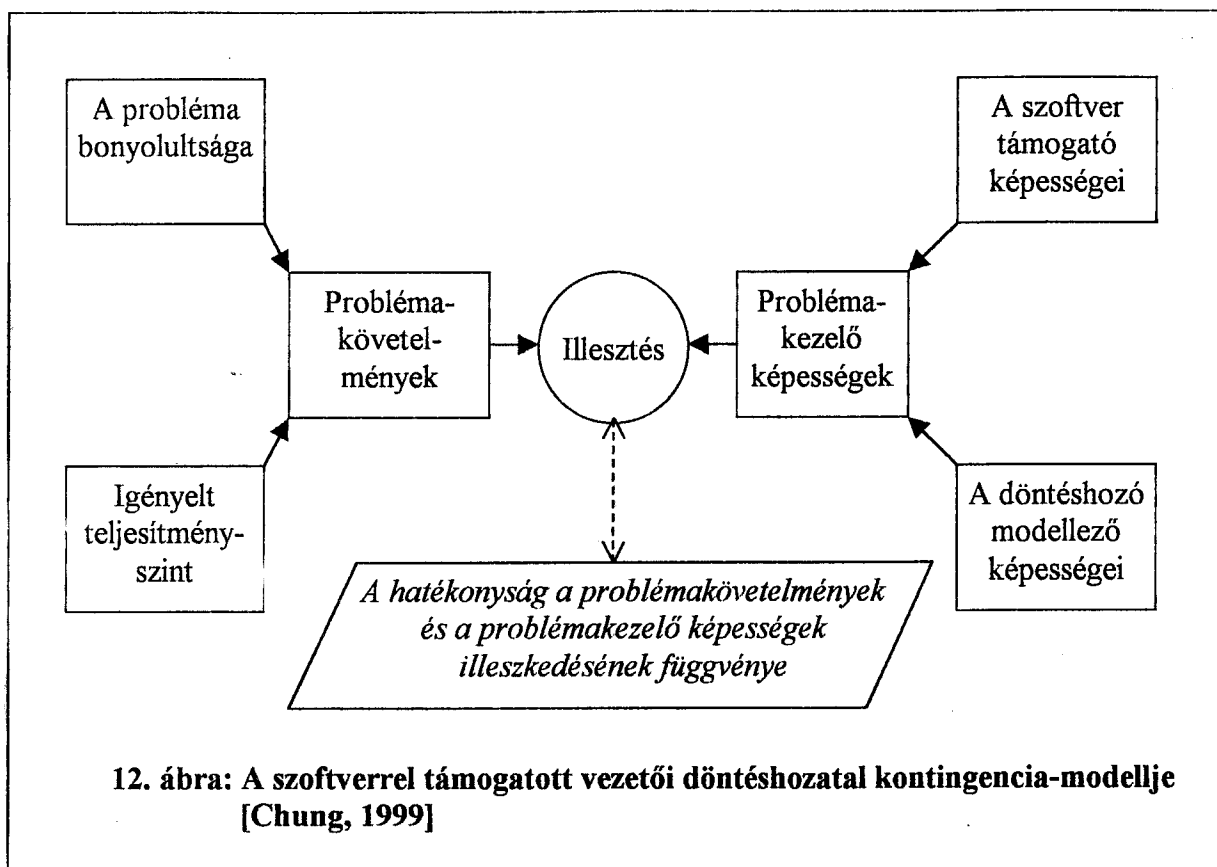 A probléma
bonyolultsága
A szoftver
támogató
képességei
Probléma-
követel-
mények
Illesztés
Probléma-
kezelő
képességek
Igényelt
teljesítmény-
szint
A döntéshozó
modellező
képességei
A hatékonyság a problémakövetelmények
és a problémakezelő képességek
illeszkedésének függvénye
12. ábra: A szoftverrel támogatott vezetői döntéshozatal kontingencia-modellje
[Chung, 1999]